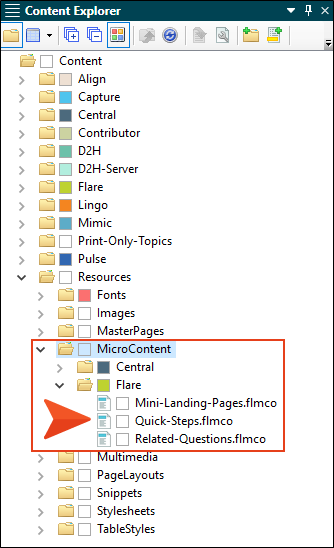 Content Explorer
Content
Align
Capture
Central
Contributor
D2H
D2H-Server
Flare
Lingo
Mimic
Print-Only-Topics
Pulse
Resources
Fonts
Images
MasterPages
MicroContent
Central
Flare
Mini-Landing-Pages.flmco
Quick-Steps.flmco
Related-Questions.flmco
Multimedia
PageLayouts
Snippets
Stylesheets
TableStyles